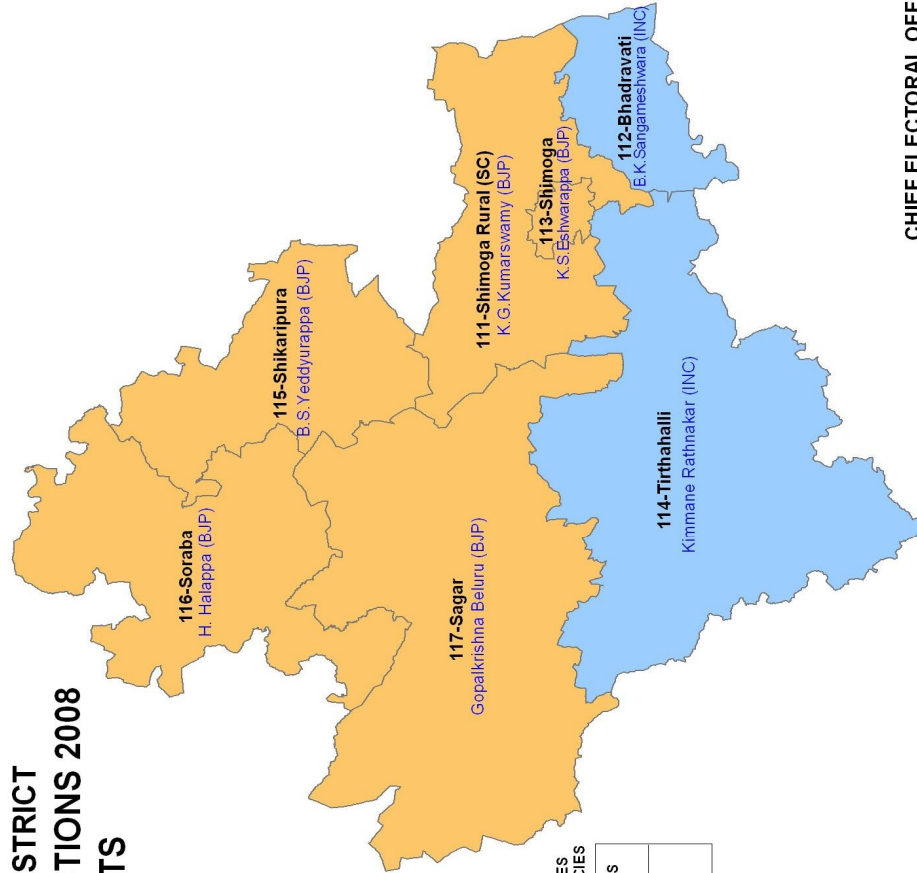 STRICT
TIONS 2008
TS
116-Soraba
H. Halappa (BJP)
115-Shikaripura
B.S.Yeddyurappa (BJP)
111-Shimoga Rural (SC)
K.G.Kumarswamy (BJP)
113-Shimoga
K.S.Eshwarappa (BJP)
112-Bhadravati
B.K.Sangameshwara (INC)
117-Sagar
Gopalkrishna Beluru (BJP)
114-Tirthahalli
Kimmane Rathnakar (INC)
ES
CIES
S
CHIEF ELECTORAL OFF